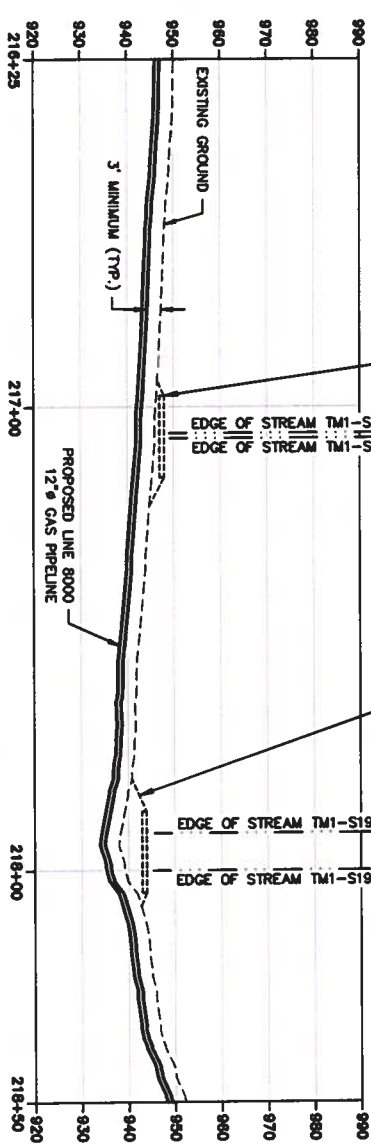 920
930
940
950
960
970
980
990
216+25
EXISTING GROUND
3' MINIMUM (TYP.)
217+00
EDGE OF STREAM TM1-S
EDGE OF STREAM TM1-S
PROPOSED LINE 8000
12"ø GAS PIPELINE
EDGE OF STREAM TM1-S19
218+00
EDGE OF STREAM TM1-S19
218+50
920
930
940
950
960
970
980
990